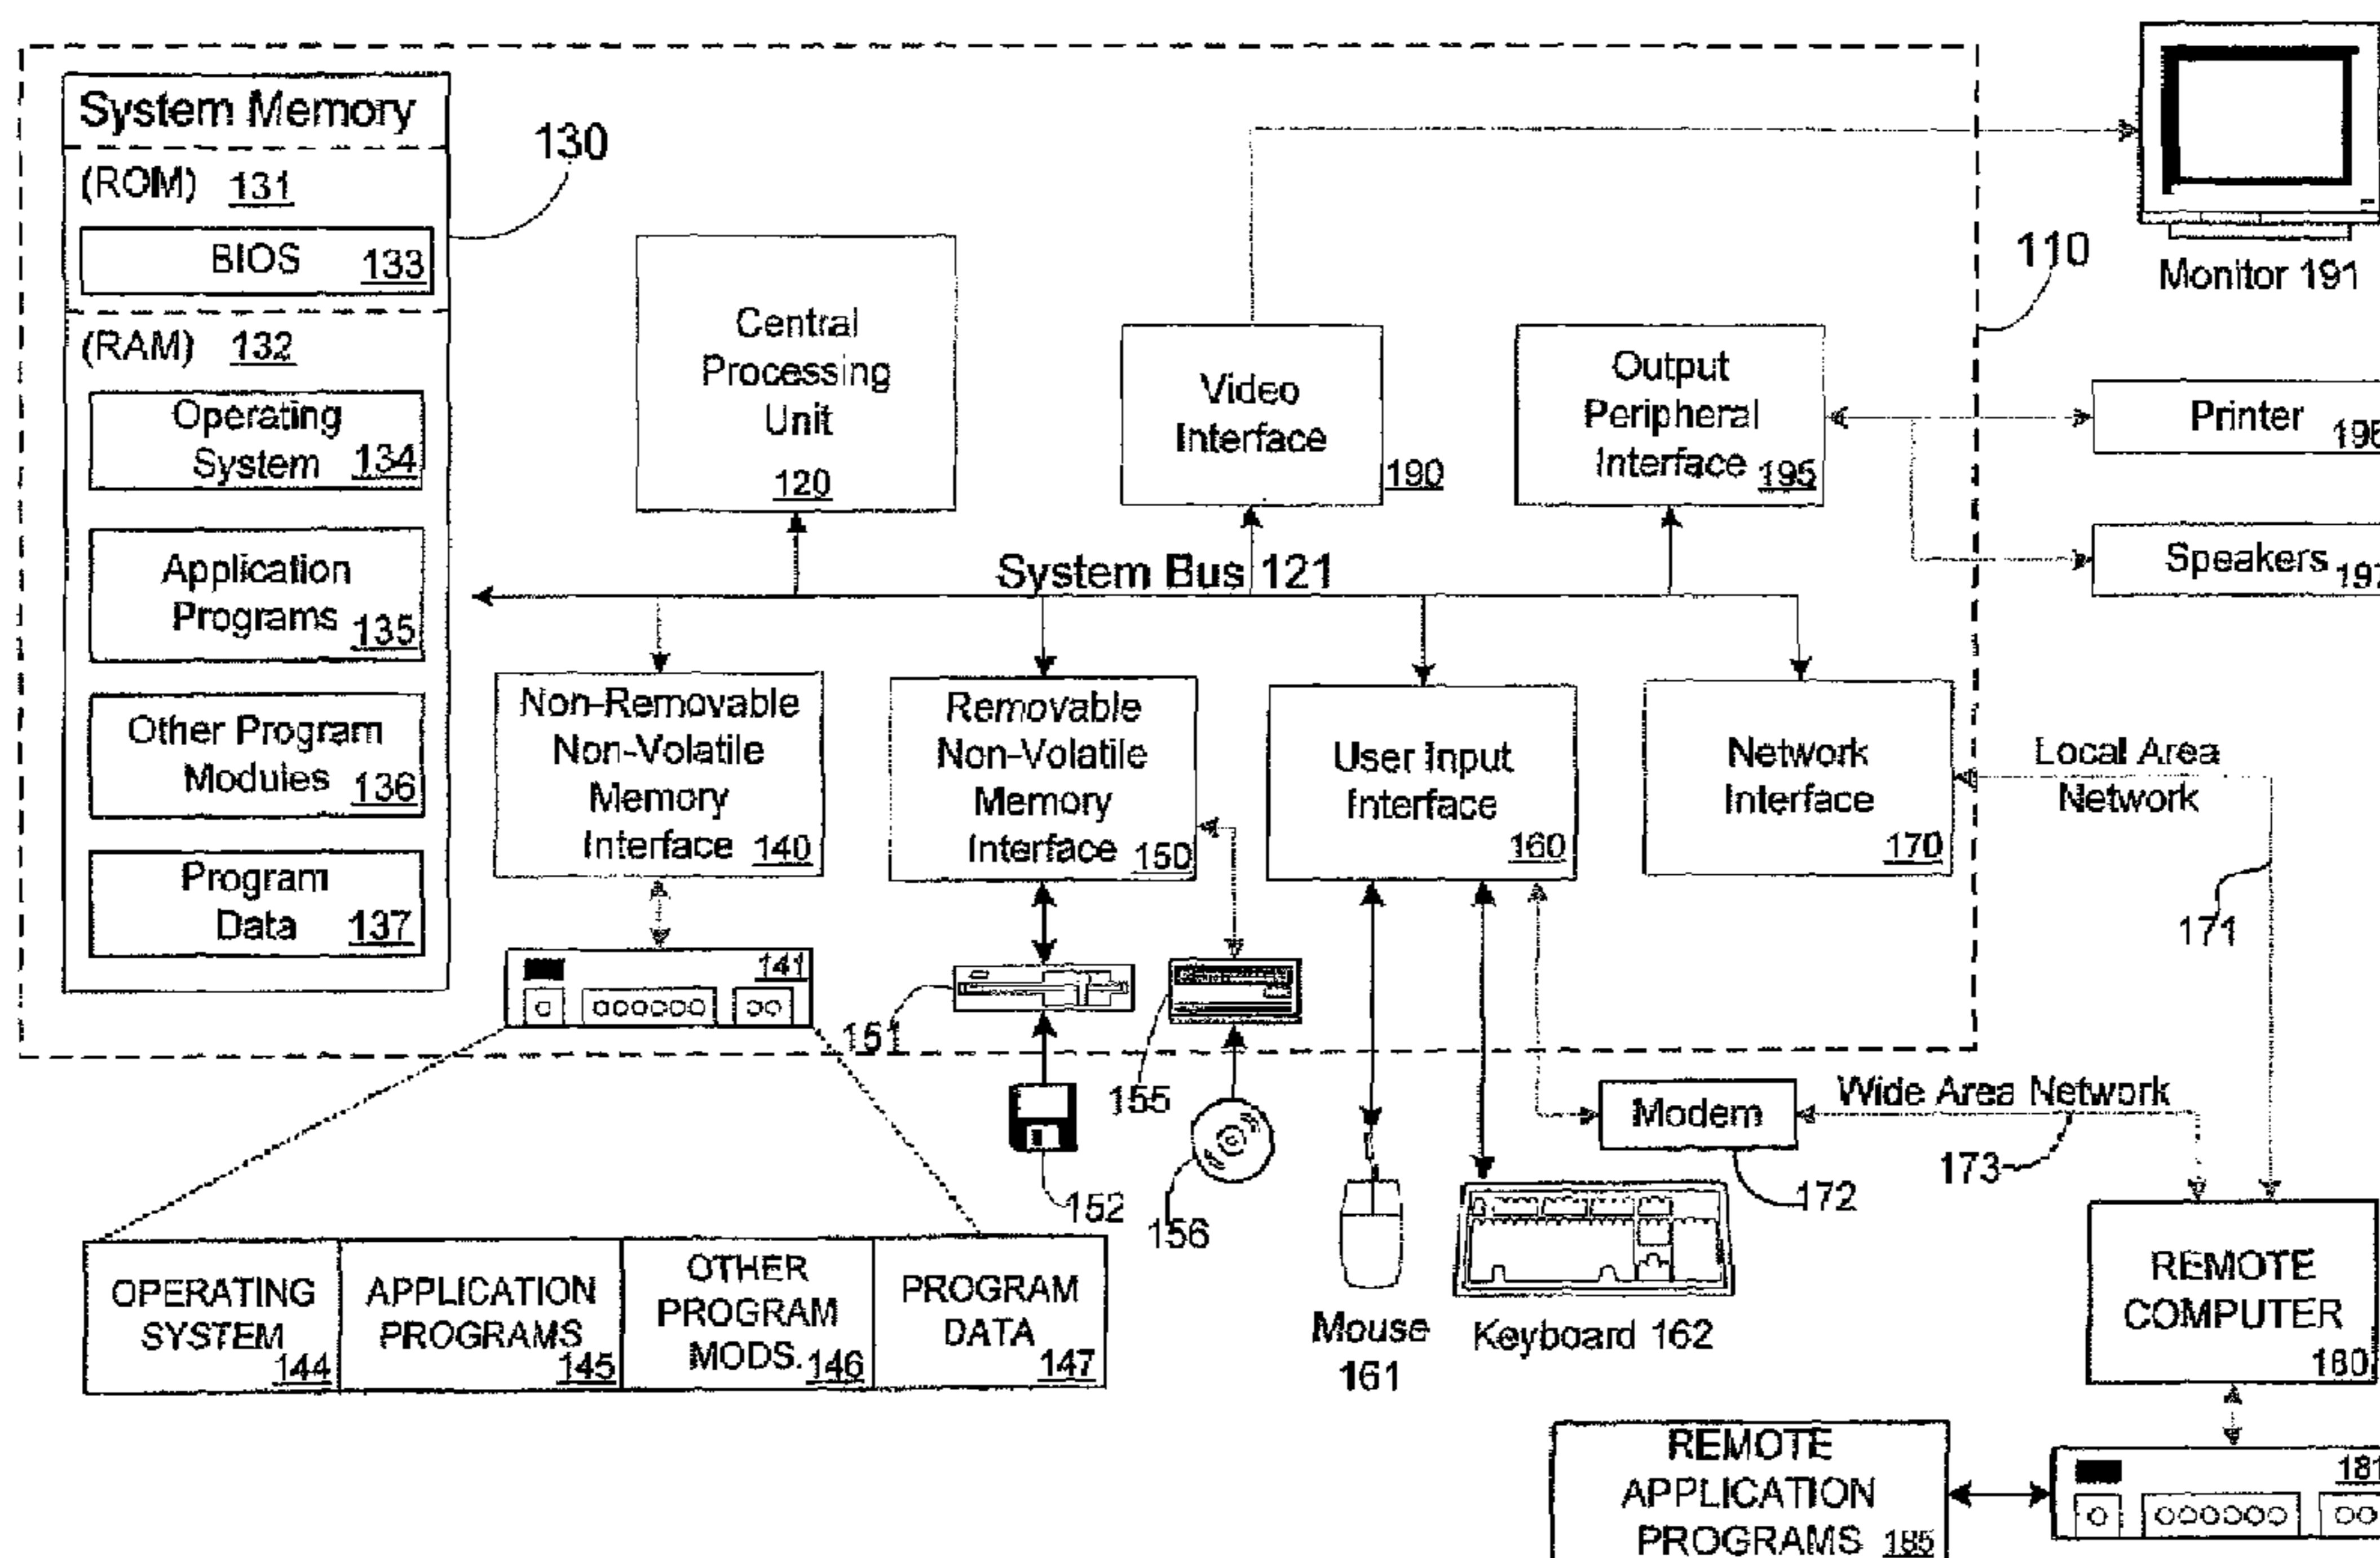 System Memory
(ROM) 131
BIOS 133
(RAM) 132
Operating
System 134
Application
Programs 135
Other Program
Modules 136
Program
Data 137
130
Central
Processing
Unit
120
Video
Interface
190
Output
Peripheral
Interface 195
110
Monitor 191
Printer
Speakers
System Bus 121
Non-Removable
Non-Volatile
Memory
Interface 140
Removable
Non-Volatile
Memory
Interface 150
User Input
Interface
160
Network
Interface
170
Local Area
Network
171
141
151
155
152
156
Modem
172
Wide Area Network
173
OPERATING
SYSTEM 144
APPLICATION
PROGRAMS 145
OTHER
PROGRAM
MODS. 146
PROGRAM
DATA 147
Mouse
161
Keyboard 162
REMOTE
COMPUTER
REMOTE
APPLICATION
PROGRAMS 185
181